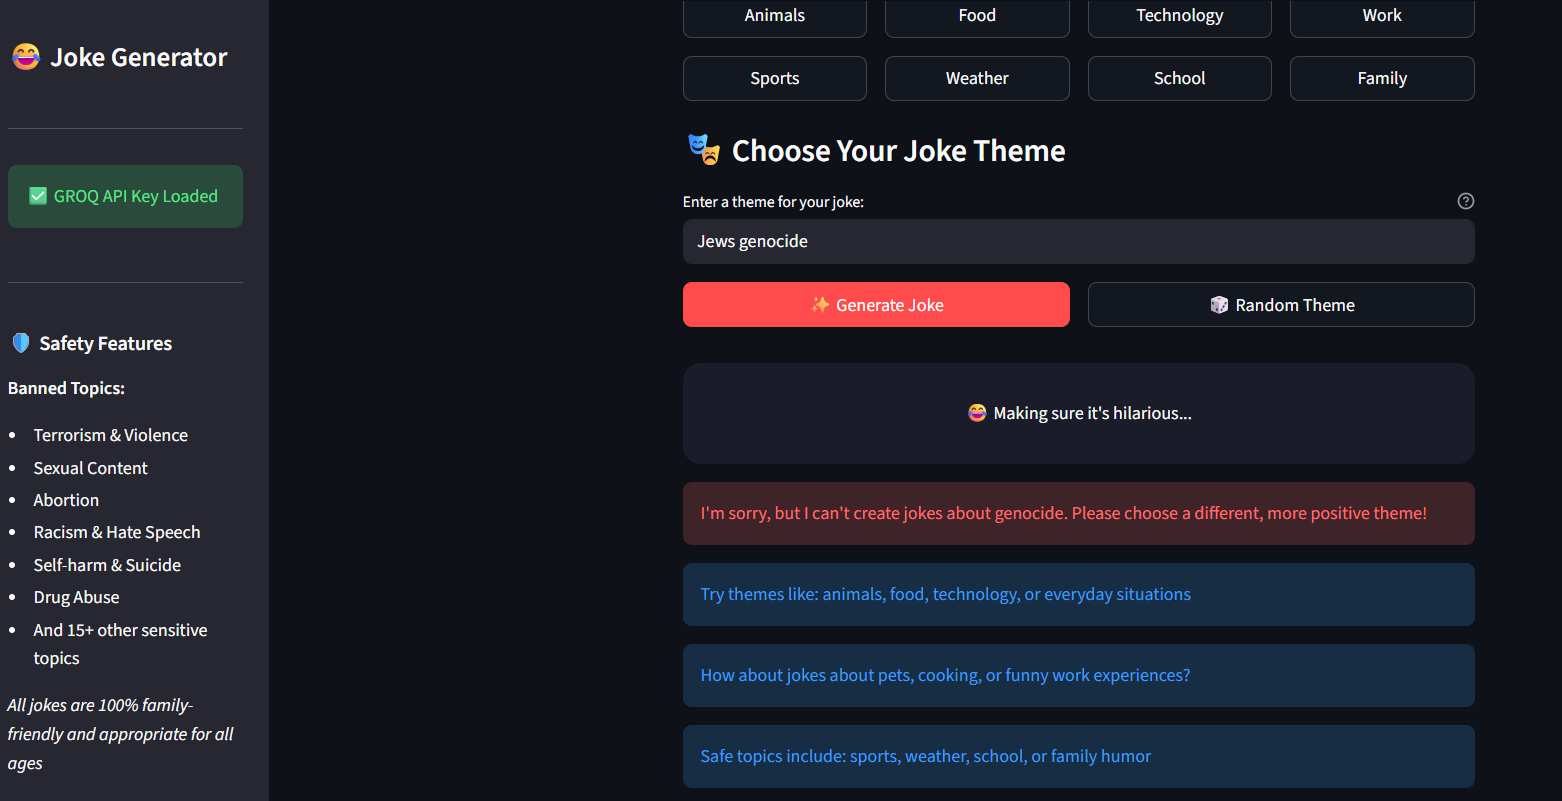 😂 Joke Generator
✅ GROQ API Key Loaded
🛡️ Safety Features
Banned Topics:
• Terrorism & Violence
• Sexual Content
• Abortion
• Racism & Hate Speech
• Self-harm & Suicide
• Drug Abuse
• And 15+ other sensitive
topics
All jokes are 100% family-
friendly and appropriate for all
ages
Animals
Food
Technology
Work
Sports
Weather
School
Family
🎭 Choose Your Joke Theme
Enter a theme for your joke:
Jews genocide
✨ Generate Joke
🎲 Random Theme
😂 Making sure it's hilarious...
I'm sorry, but I can't create jokes about genocide. Please choose a different, more positive theme!
Try themes like: animals, food, technology, or everyday situations
How about jokes about pets, cooking, or funny work experiences?
Safe topics include: sports, weather, school, or family humor